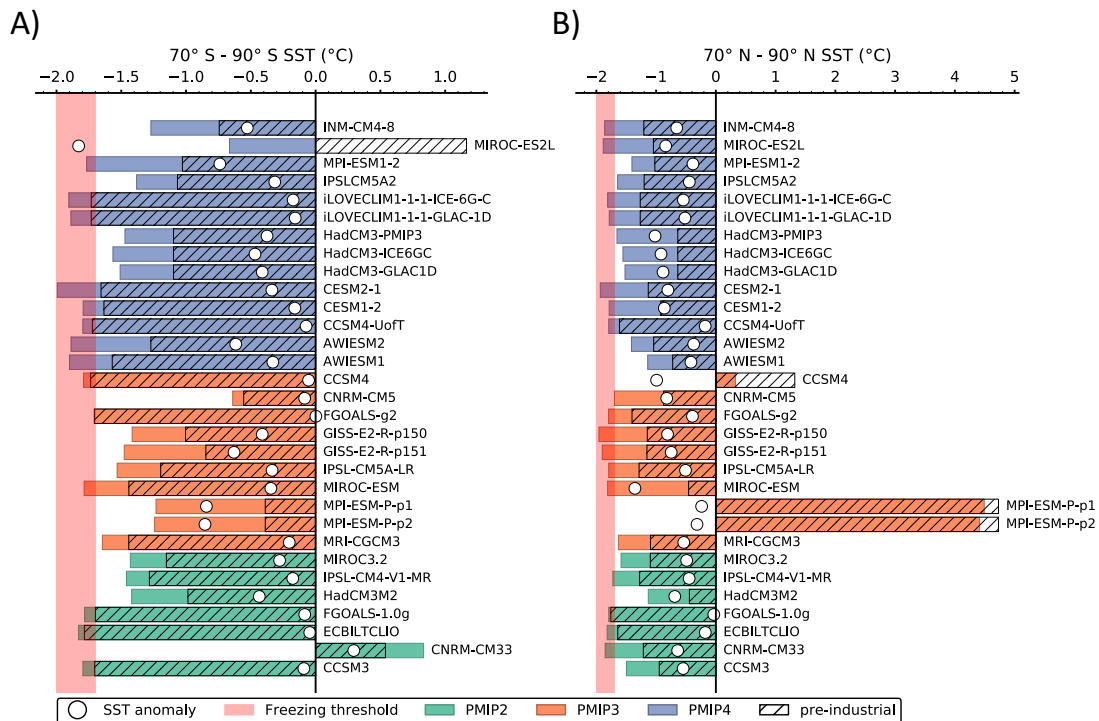 A)
B)
70° S - 90° S SST (°C)
70° N - 90° N SST (°C)
−2.0 −1.5 −1.0 −0.5 0.0 0.5 1.0
−2 −1 0 1 2 3 4 5
INM-CM4-8
MIROC-ES2L
MPI-ESM1-2
IPSLCM5A2
iLOVECLIM1-1-1-ICE-6G-C
iLOVECLIM1-1-1-GLAC-1D
HadCM3-PMIP3
HadCM3-ICE6GC
HadCM3-GLAC1D
CESM2-1
CESM1-2
CCSM4-UofT
AWIESM2
AWIESM1
CCSM4
CNRM-CM5
FGOALS-g2
GISS-E2-R-p150
GISS-E2-R-p151
IPSL-CM5A-LR
MIROC-ESM
MPI-ESM-P-p1
MPI-ESM-P-p2
MRI-CGCM3
MIROC3.2
IPSL-CM4-V1-MR
HadCM3M2
FGOALS-1.0g
ECBILTCLIO
CNRM-CM33
CCSM3
INM-CM4-8
MIROC-ES2L
MPI-ESM1-2
IPSLCM5A2
iLOVECLIM1-1-1-ICE-6G-C
iLOVECLIM1-1-1-GLAC-1D
HadCM3-PMIP3
HadCM3-ICE6GC
HadCM3-GLAC1D
CESM2-1
CESM1-2
CCSM4-UofT
AWIESM2
AWIESM1
CCSM4
CNRM-CM5
FGOALS-g2
GISS-E2-R-p150
GISS-E2-R-p151
IPSL-CM5A-LR
MIROC-ESM
MPI-ESM-P-p1
MPI-ESM-P-p2
MRI-CGCM3
MIROC3.2
IPSL-CM4-V1-MR
HadCM3M2
FGOALS-1.0g
ECBILTCLIO
CNRM-CM33
CCSM3
SST anomaly Freezing threshold PMIP2 PMIP3 PMIP4 pre-industrial